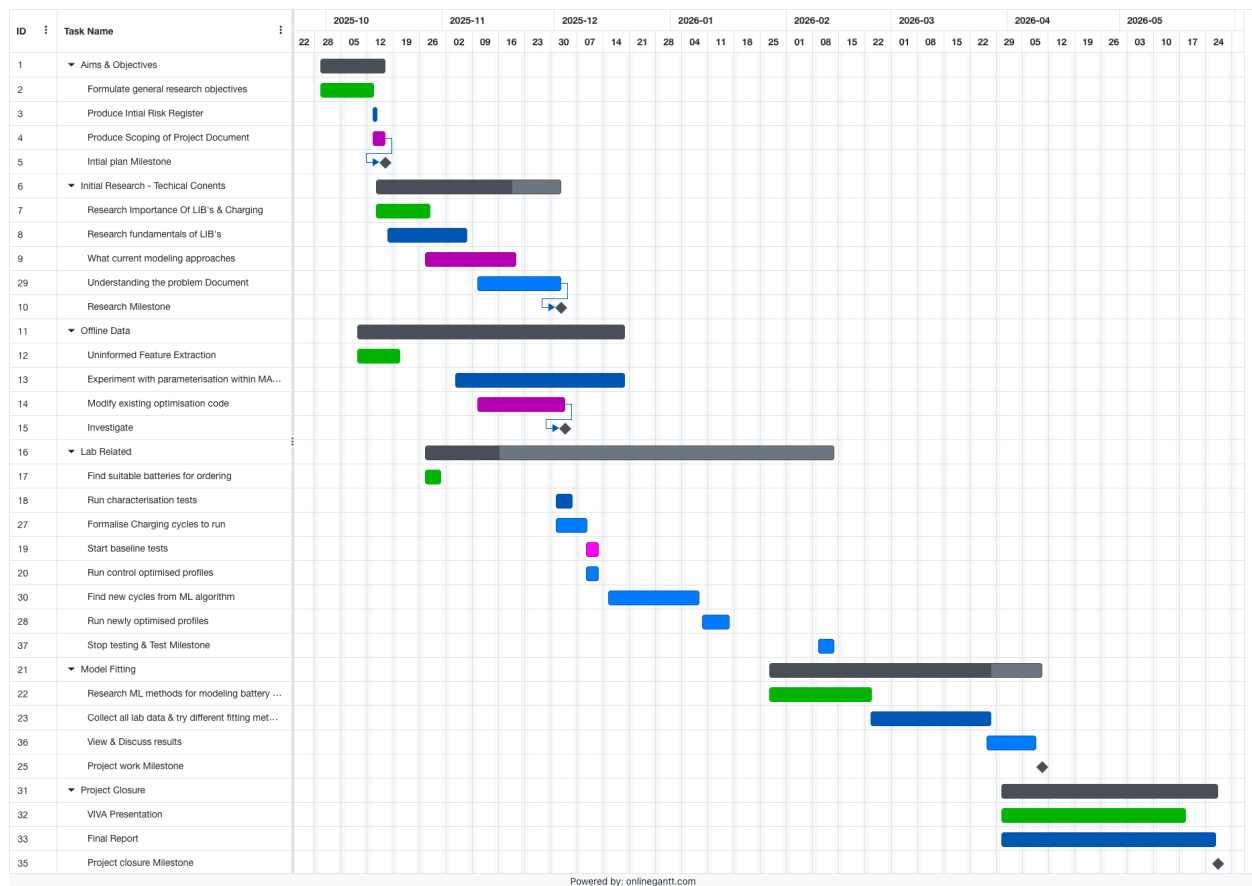 ID Task Name 2025-10 2025-11 2025-12 2026-01 2026-02 2026-03 2026-04 2026-05
22 28 05 12 19 26 02 09 16 23 30 07 14 21 28 04 11 18 25 01 08 15 22 01 08 15 22 29 05 12 19 26 03 10 17 24
1 Aims & Objectives
2 Formulate general research objectives
3 Produce Intial Risk Register
4 Produce Scoping of Project Document
5 Intial plan Milestone
6 Initial Research - Techical Conents
7 Research Importance Of LIB's & Charging
8 Research fundamentals of LIB's
9 What current modeling approaches
29 Understanding the problem Document
10 Research Milestone
11 Offline Data
12 Uninformed Feature Extraction
13 Experiment with parameterisation within MA...
14 Modify existing optimisation code
15 Investigate
16 Lab Related
17 Find suitable batteries for ordering
18 Run characterisation tests
27 Formalise Charging cycles to run
19 Start baseline tests
20 Run control optimised profiles
30 Find new cycles from ML algorithm
28 Run newly optimised profiles
37 Stop testing & Test Milestone
21 Model Fitting
22 Research ML methods for modeling battery ...
23 Collect all lab data & try different fitting met...
36 View & Discuss results
25 Project work Milestone
31 Project Closure
32 VIVA Presentation
33 Final Report
35 Project closure Milestone
Powered by: onlinegantt.com